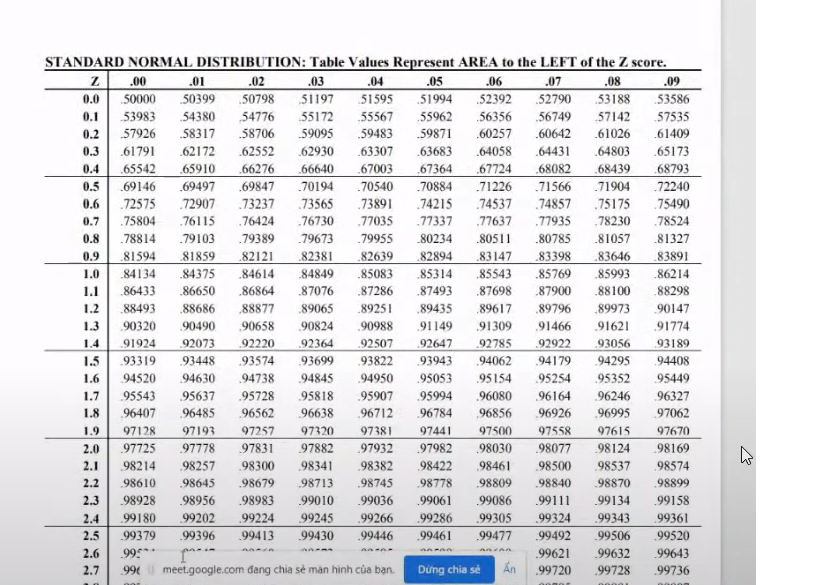 STANDARD NORMAL DISTRIBUTION: Table Values Represent AREA to the LEFT of the Z score.
Z .00 .01 .02 .03 .04 .05 .06 .07 .08 .09
0.0 .50000 .50399 .50798 .51197 .51595 .51994 .52392 .52790 .53188 .53586
0.1 .53983 .54380 .54776 .55172 .55567 .55962 .56356 .56749 .57142 .57535
0.2 .57926 .58317 .58706 .59095 .59483 .59871 .60257 .60642 .61026 .61409
0.3 .61791 .62172 .62552 .62930 .63307 .63683 .64058 .64431 .64803 .65173
0.4 .65542 .65910 .66276 .66640 .67003 .67364 .67724 .68082 .68439 .68793
0.5 .69146 .69497 .69847 .70194 .70540 .70884 .71226 .71566 .71904 .72240
0.6 .72575 .72907 .73237 .73565 .73891 .74215 .74537 .74857 .75175 .75490
0.7 .75804 .76115 .76424 .76730 .77035 .77337 .77637 .77935 .78230 .78524
0.8 .78814 .79103 .79389 .79673 .79955 .80234 .80511 .80785 .81057 .81327
0.9 .81594 .81859 .82121 .82381 .82639 .82894 .83147 .83398 .83646 .83891
1.0 .84134 .84375 .84614 .84849 .85083 .85314 .85543 .85769 .85993 .86214
1.1 .86433 .86650 .86864 .87076 .87286 .87493 .87698 .87900 .88100 .88298
1.2 .88493 .88686 .88877 .89065 .89251 .89435 .89617 .89796 .89973 .90147
1.3 .90320 .90490 .90658 .90824 .90988 .91149 .91309 .91466 .91621 .91774
1.4 .91924 .92073 .92220 .92364 .92507 .92647 .92785 .92922 .93056 .93189
1.5 .93319 .93448 .93574 .93699 .93822 .93943 .94062 .94179 .94295 .94408
1.6 .94520 .94630 .94738 .94845 .94950 .95053 .95154 .95254 .95352 .95449
1.7 .95543 .95637 .95728 .95818 .95907 .95994 .96080 .96164 .96246 .96327
1.8 .96407 .96485 .96562 .96638 .96712 .96784 .96856 .96926 .96995 .97062
1.9 .97128 .97193 .97257 .97320 .97381 .97441 .97500 .97558 .97615 .97670
2.0 .97725 .97778 .97831 .97882 .97932 .97982 .98030 .98077 .98124 .98169
2.1 .98214 .98257 .98300 .98341 .98382 .98422 .98461 .98500 .98537 .98574
2.2 .98610 .98645 .98679 .98713 .98745 .98778 .98809 .98840 .98870 .98899
2.3 .98928 .98956 .98983 .99010 .99036 .99061 .99086 .99111 .99134 .99158
2.4 .99180 .99202 .99224 .99245 .99266 .99286 .99305 .99324 .99343 .99361
2.5 .99379 .99396 .99413 .99430 .99446 .99461 .99477 .99492 .99506 .99520
2.6 .99621 .99632 .99643
2.7 .99720 .99728 .99736
meet.google.com đang chia sẻ màn hình của bạn. Dừng chia sẻ Ẩn